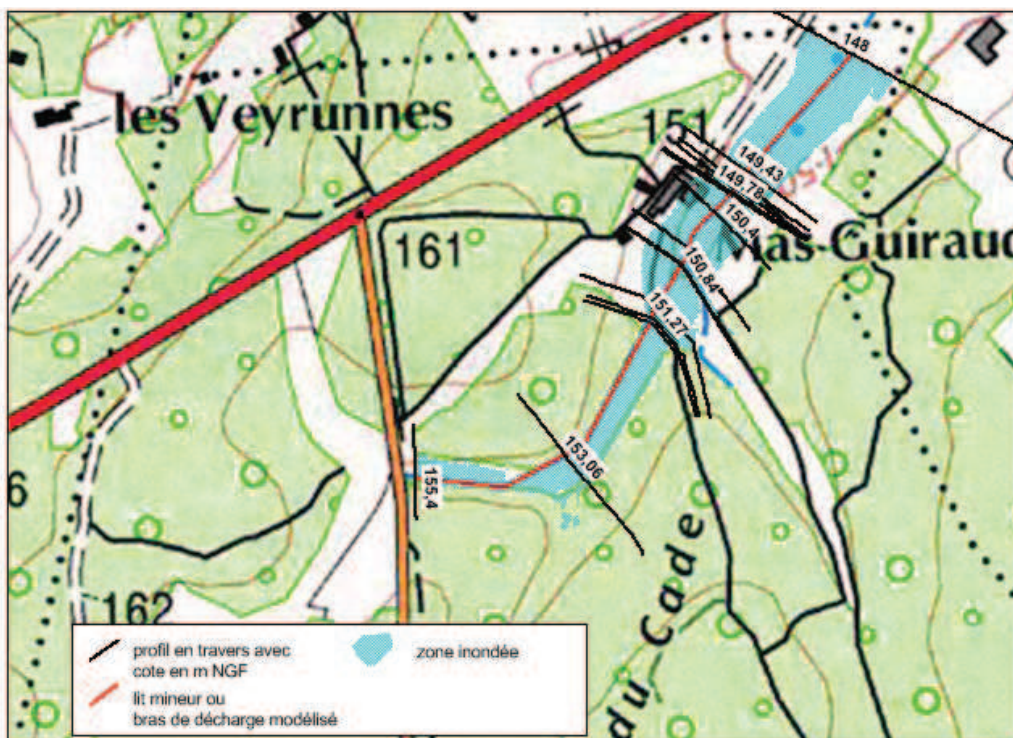 148
les Veyrunnes
151
149,43
149,78
150,4
161
Mas-Guiraud
150,84
151,27
153,06
155,4
6
162
du Cade
profil en travers avec
cote en m NGF
zone inondée
lit mineur ou
bras de décharge modélisé